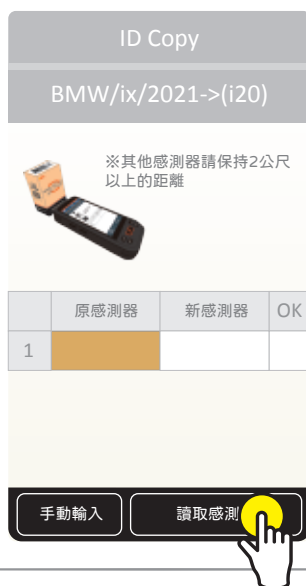 ID Copy
BMW/ix/2021->(i20)
※其他感測器請保持2公尺
以上的距離
原感測器 新感測器 OK
1
手動輸入 讀取感測